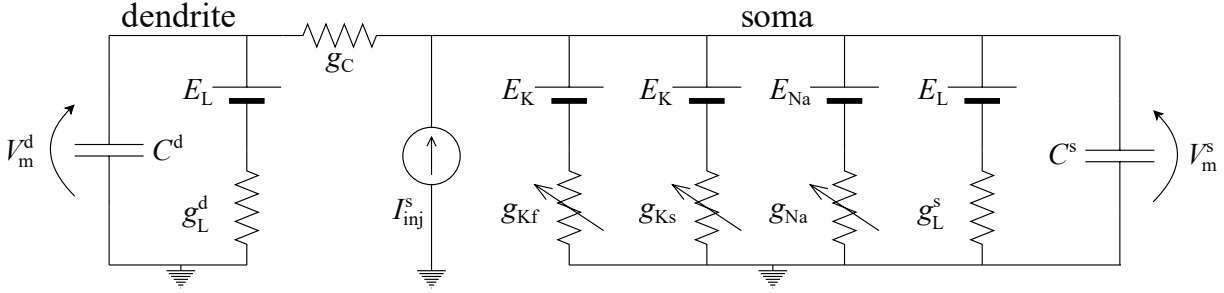 dendrite soma
g_C
E_L E_K E_K E_Na E_L
V_m^d C^d C^s V_m^s
g_L^d I_inj^s g_Kf g_Ks g_Na g_L^s